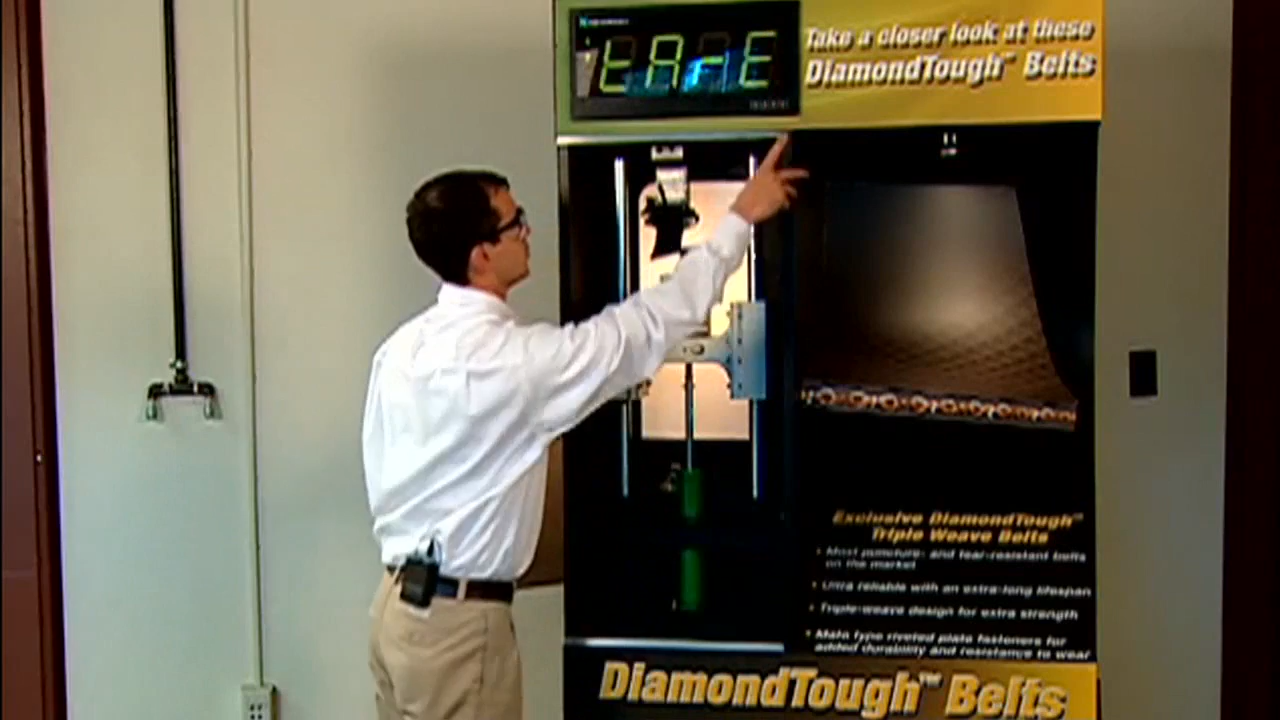 tArE
Take a closer look at these
DiamondTough™ Belts
Exclusive DiamondTough™
Triple Weave Belts
• Most puncture- and tear-resistant belts
on the market
• Ultra reliable with an extra-long lifespan
• Triple-weave design for extra strength
• Mato type riveted plate fasteners for
added durability and resistance to wear
DiamondTough™ Belts